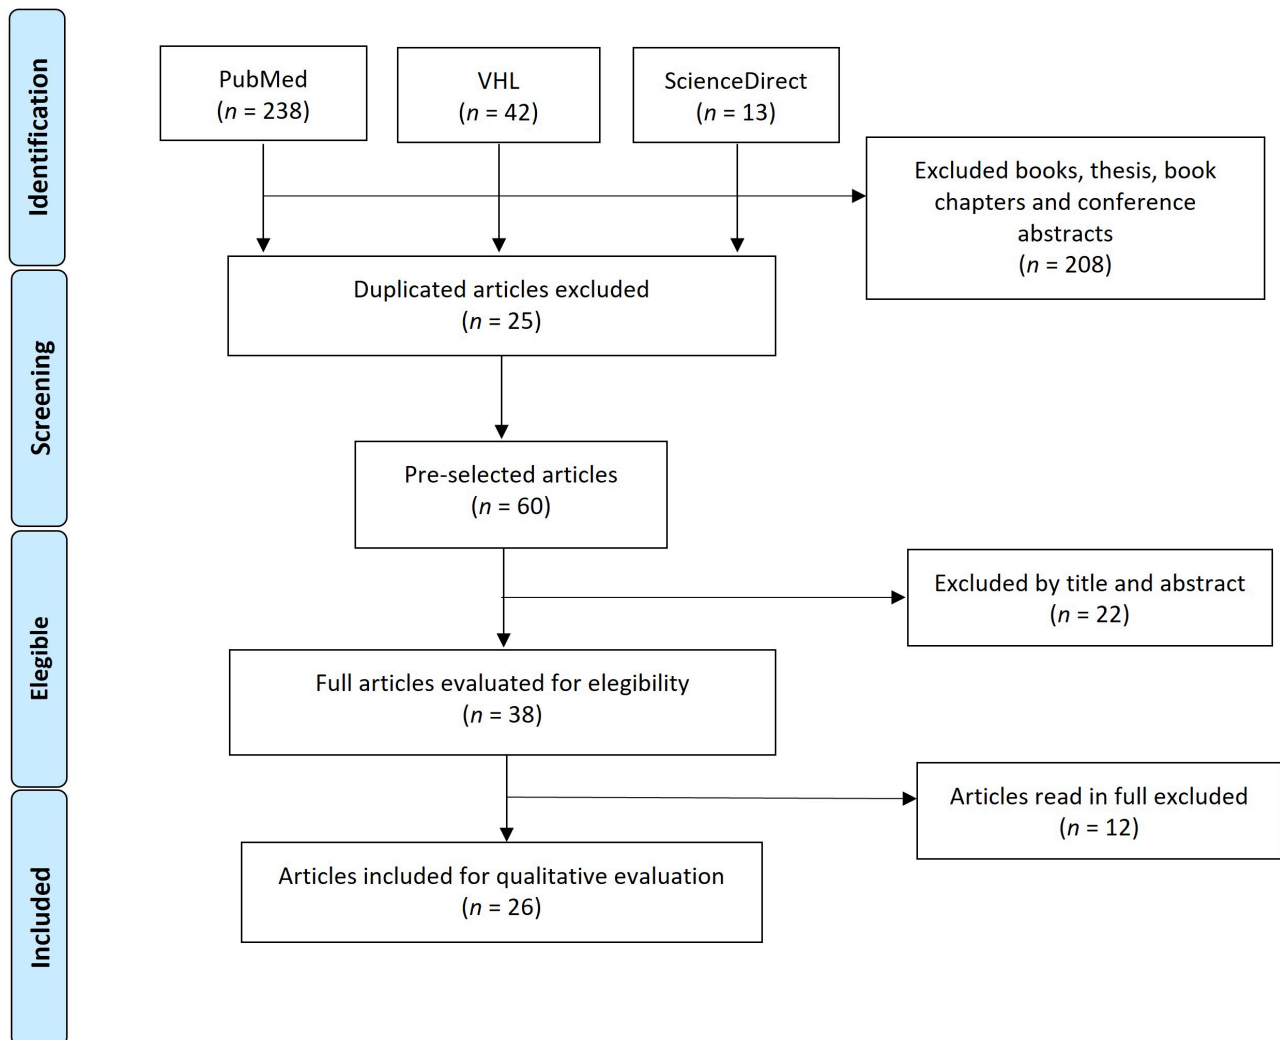 Identification
PubMed
(n = 238)
VHL
(n = 42)
ScienceDirect
(n = 13)
Excluded books, thesis, book
chapters and conference
abstracts
(n = 208)
Screening
Duplicated articles excluded
(n = 25)
Pre-selected articles
(n = 60)
Elegible
Excluded by title and abstract
(n = 22)
Full articles evaluated for elegibility
(n = 38)
Included
Articles read in full excluded
(n = 12)
Articles included for qualitative evaluation
(n = 26)